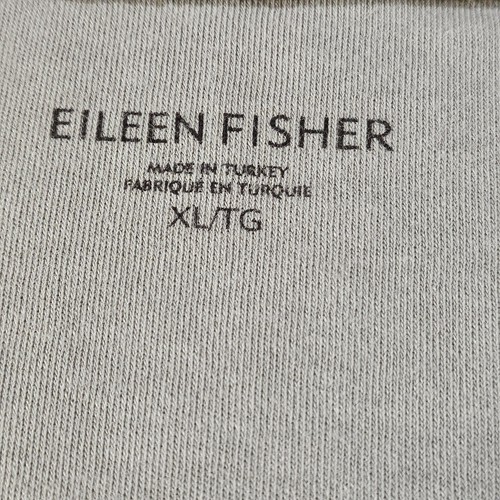 EILEEN FISHER
MADE IN TURKEY
FABRIQUÉ EN TURQUIE
XL/TG